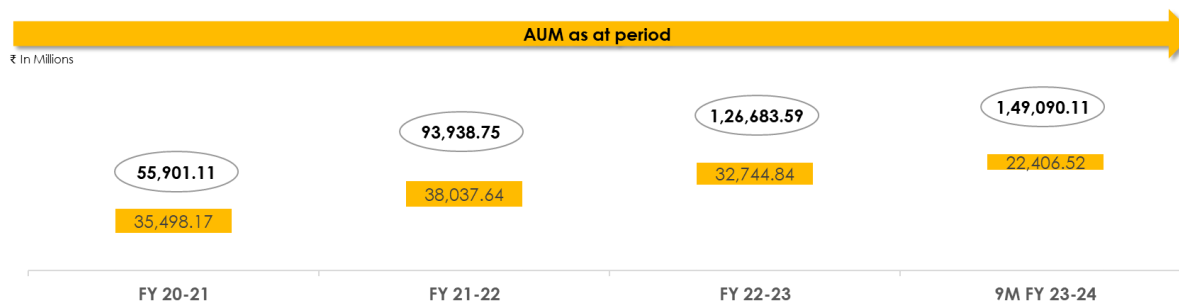 AUM as at period
₹ In Millions
55,901.11
93,938.75
1,26,683.59
1,49,090.11
35,498.17
38,037.64
32,744.84
22,406.52
FY 20-21
FY 21-22
FY 22-23
9M FY 23-24